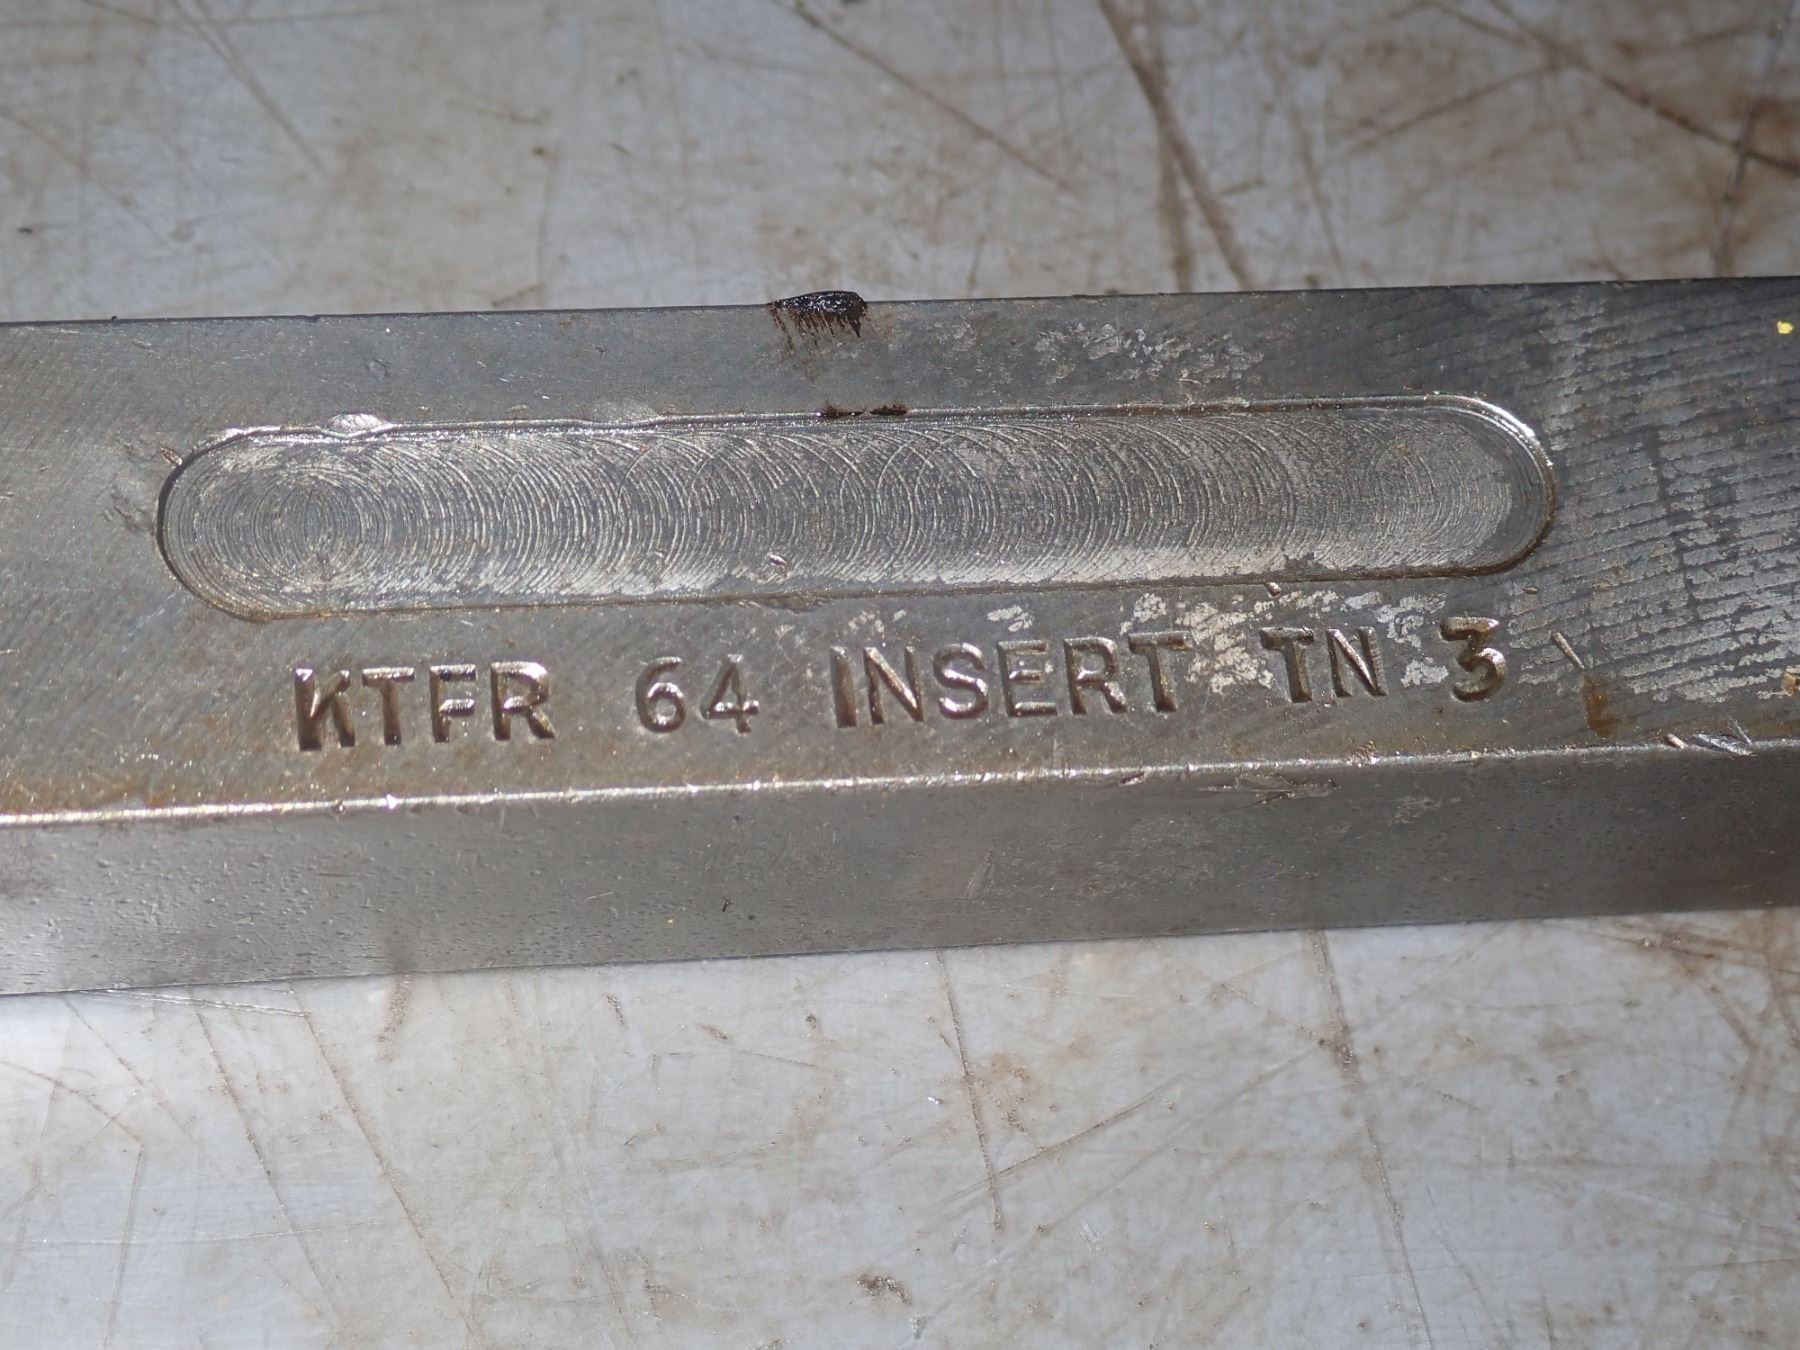 KTFR 64 INSERT TN 3